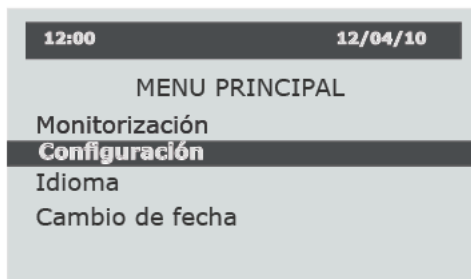 12:00 12/04/10
MENU PRINCIPAL
Monitorización
Configuración
Idioma
Cambio de fecha